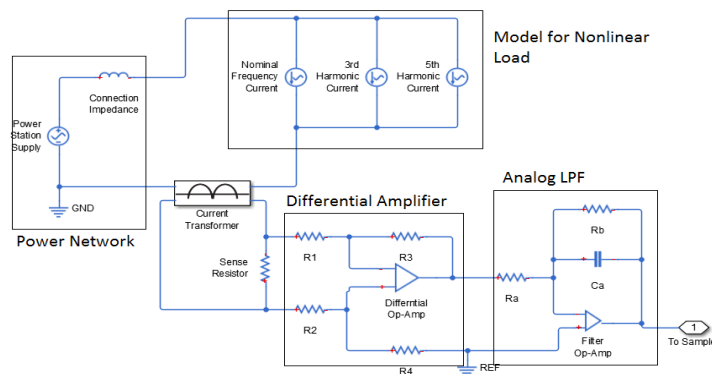 Model for Nonlinear
Load
Nominal
Frequency
Current
3rd
Harmonic
Current
5th
Harmonic
Current
Connection
Impedance
Power
Station
Supply
GND
Power Network
Current
Transformer
Sense
Resistor
Differential Amplifier
R1
R3
Differntial
Op-Amp
R2
R4
REF
Analog LPF
Rb
Ca
Ra
Filter
Op-Amp
1
To Sample